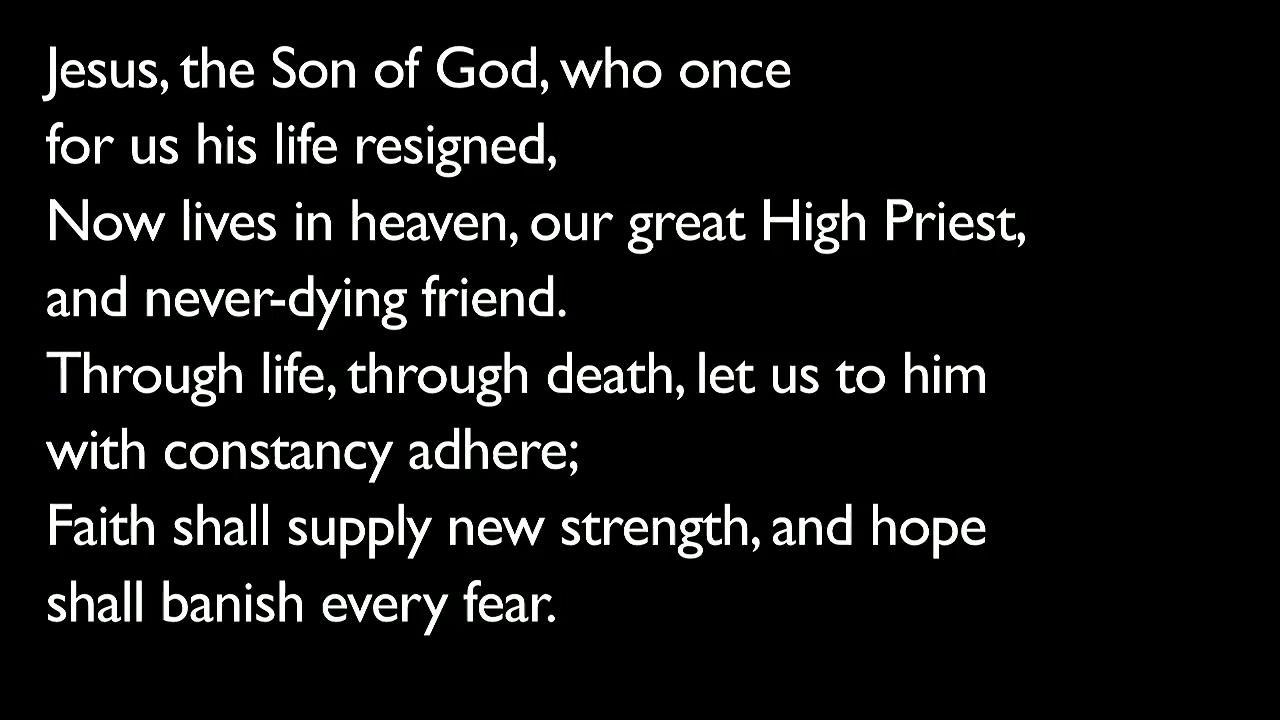 Jesus, the Son of God, who once
for us his life resigned,
Now lives in heaven, our great High Priest,
and never-dying friend.
Through life, through death, let us to him
with constancy adhere;
Faith shall supply new strength, and hope
shall banish every fear.